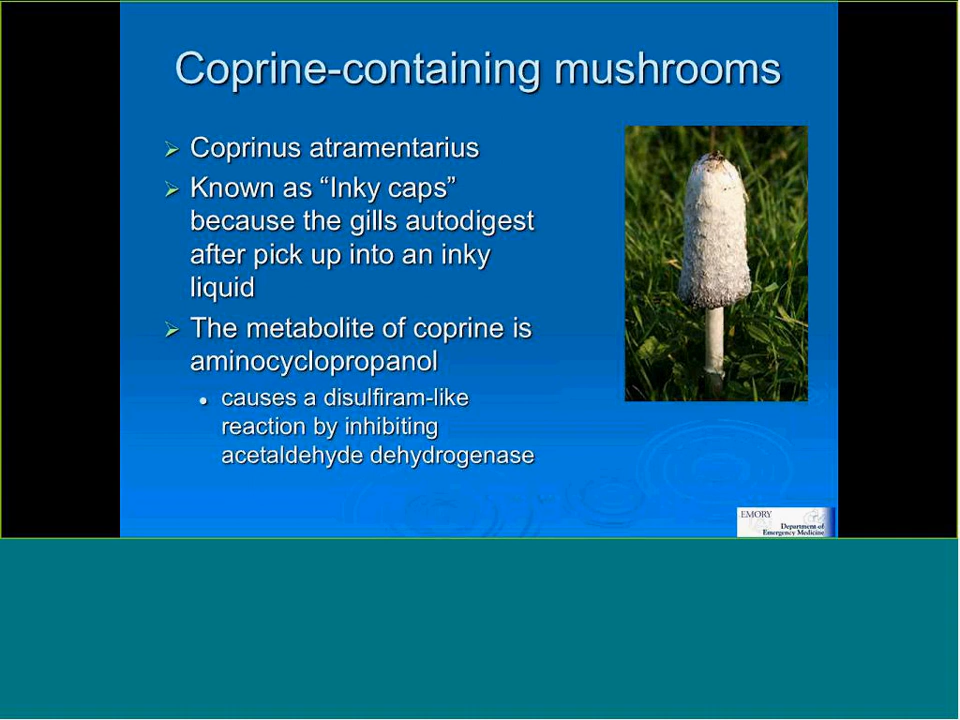 Coprine-containing mushrooms
➢ Coprinus atramentarius
➢ Known as “Inky caps”
because the gills autodigest
after pick up into an inky
liquid
➢ The metabolite of coprine is
aminocyclopropanol
● causes a disulfiram-like
reaction by inhibiting
acetaldehyde dehydrogenase
EMORY
Department of
Emergency Medicine